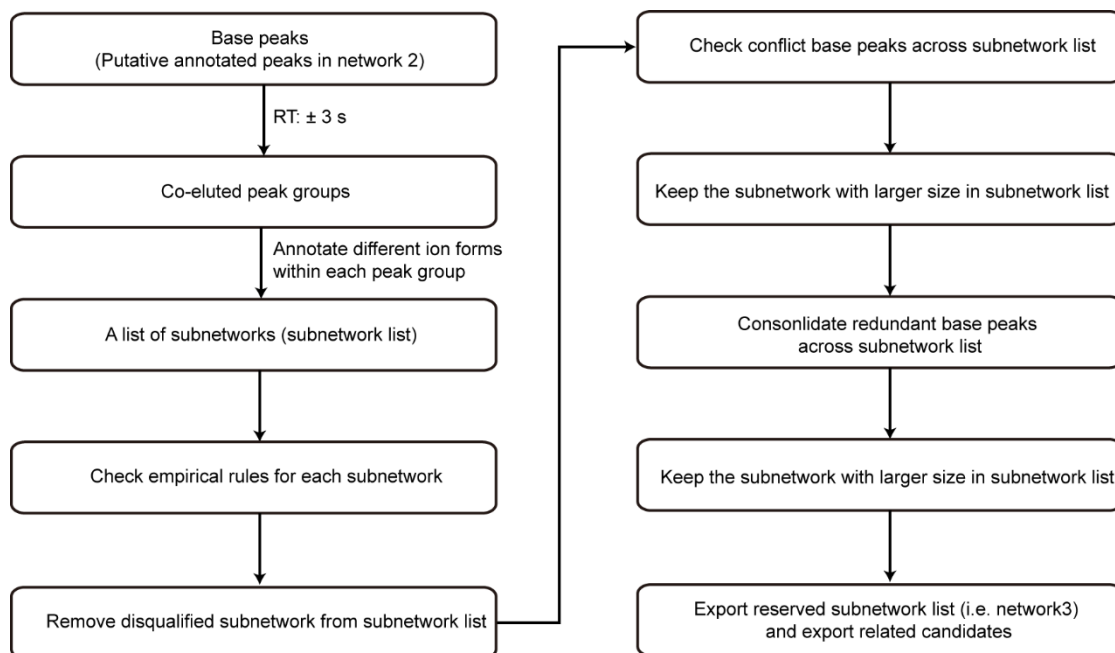 Base peaks
(Putative annotated peaks in network 2)
RT: ± 3 s
Co-eluted peak groups
Annotate different ion forms
within each peak group
A list of subnetworks (subnetwork list)
Check empirical rules for each subnetwork
Remove disqualified subnetwork from subnetwork list
Check conflict base peaks across subnetwork list
Keep the subnetwork with larger size in subnetwork list
Consonlidate redundant base peaks
across subnetwork list
Keep the subnetwork with larger size in subnetwork list
Export reserved subnetwork list (i.e. network3)
and export related candidates